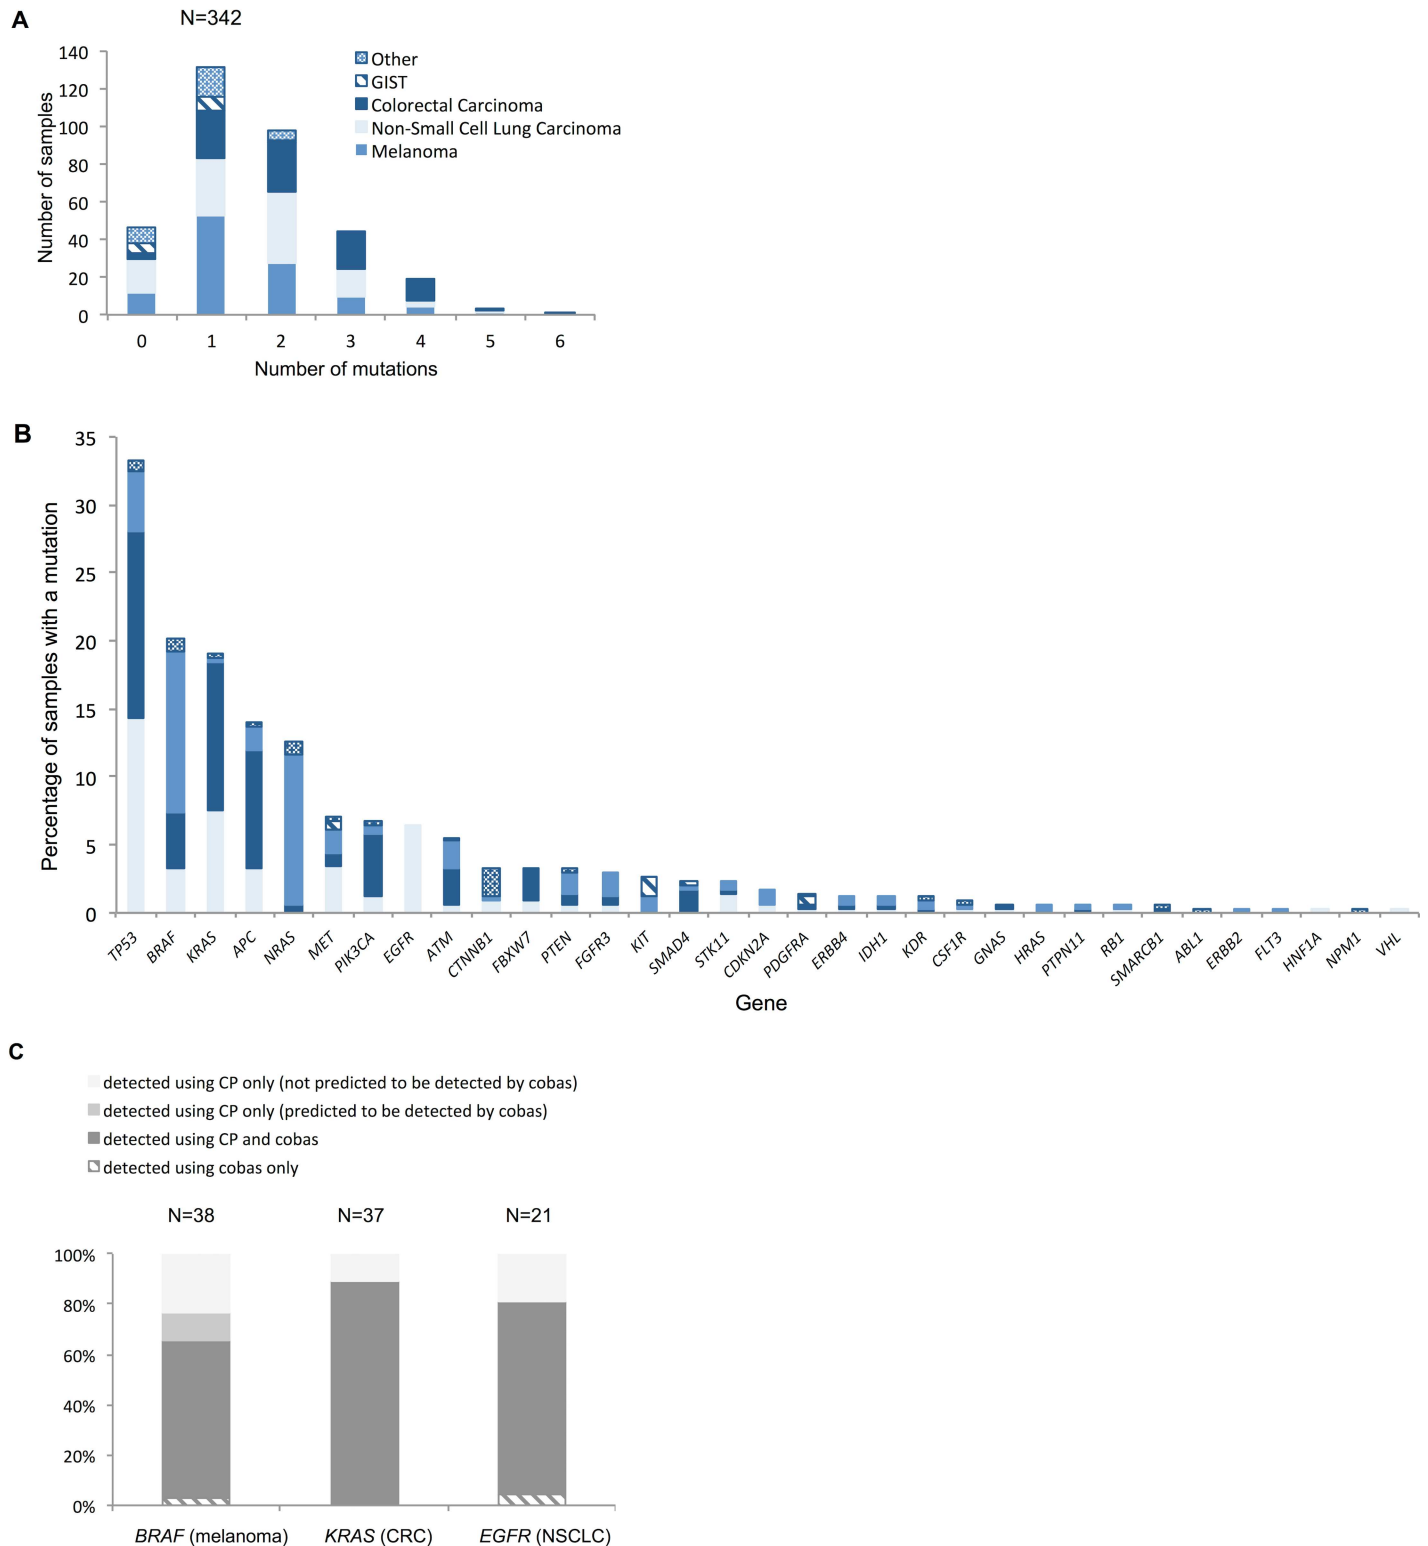 A
N=342
140
120
100
80
60
40
20
0
Number of samples
Other
GIST
Colorectal Carcinoma
Non-Small Cell Lung Carcinoma
Melanoma
0 1 2 3 4 5 6
Number of mutations
B
35
30
25
20
15
10
5
0
Percentage of samples with a mutation
TP53 BRAF KRAS APC NRAS MET PIK3CA EGFR ATM CTNNB1 FBXW7 PTEN FGFR3 KIT SMAD4 STK11 CDKN2A PDGFRA ERBB4 IDH1 KDR CSF1R GNAS HRAS PTPN11 RB1 SMARCB1 ABL1 ERBB2 FLT3 HNF1A NPM1 VHL
Gene
C
detected using CP only (not predicted to be detected by cobas)
detected using CP only (predicted to be detected by cobas)
detected using CP and cobas
detected using cobas only
N=38 N=37 N=21
100%
80%
60%
40%
20%
0%
BRAF (melanoma) KRAS (CRC) EGFR (NSCLC)